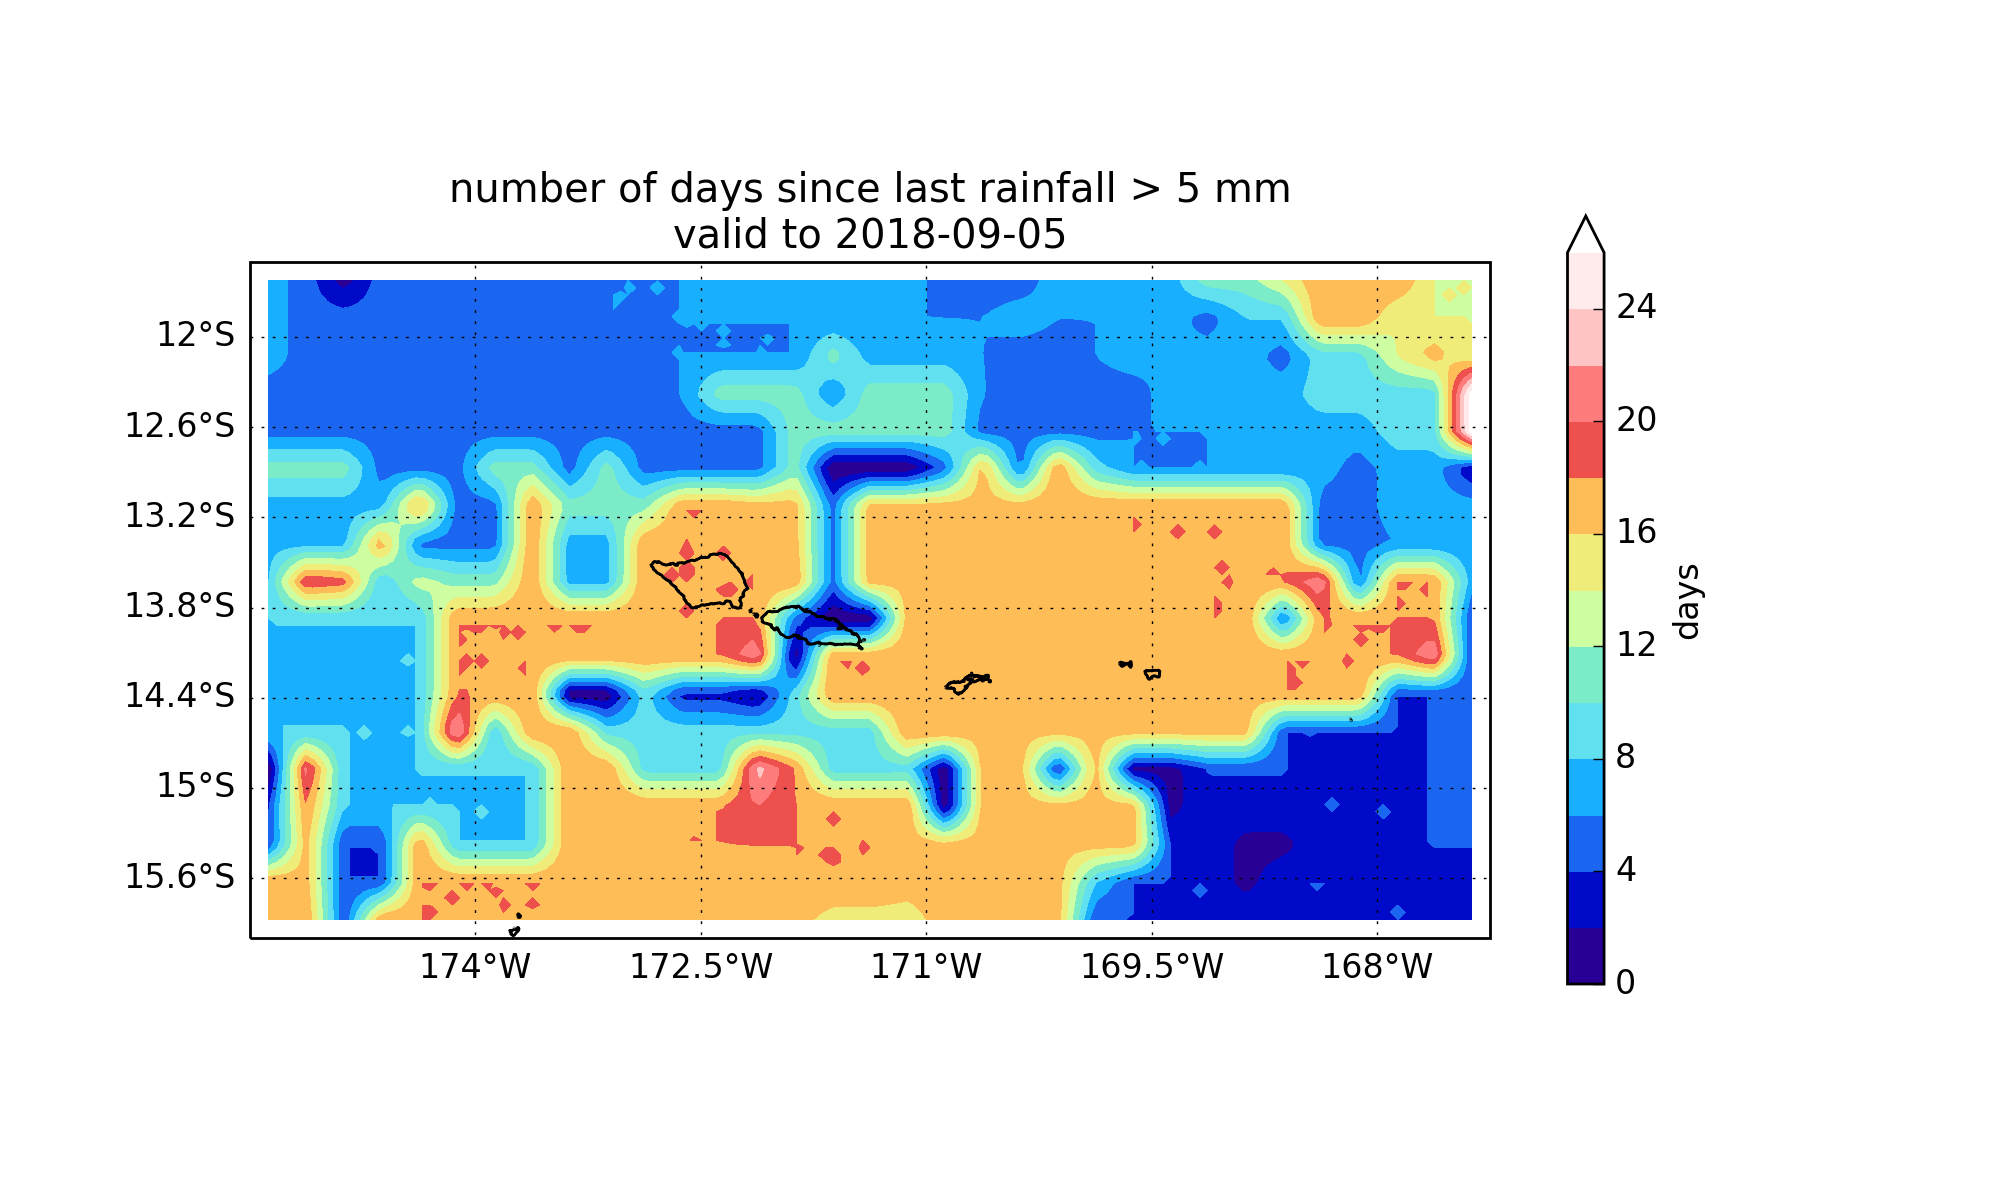 number of days since last rainfall > 5 mm
valid to 2018-09-05
12°S
12.6°S
13.2°S
13.8°S
14.4°S
15°S
15.6°S
174°W
172.5°W
171°W
169.5°W
168°W
24
20
16
12
8
4
0
days